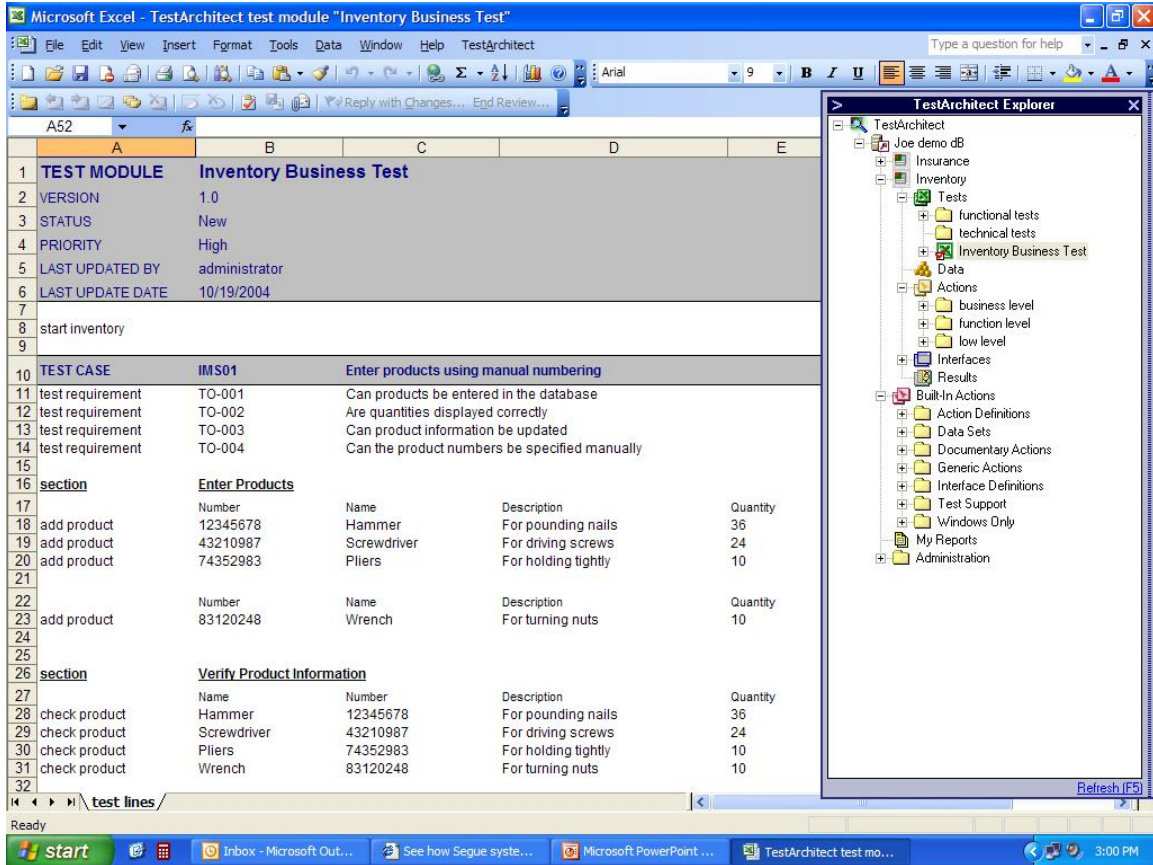 Microsoft Excel - TestArchitect test module "Inventory Business Test"
File Edit View Insert Format Tools Data Window Help TestArchitect Type a question for help
Arial 9 B I U A
Reply with Changes... End Review...
A52 fx
A B C D E
1 TEST MODULE Inventory Business Test
2 VERSION 1.0
3 STATUS New
4 PRIORITY High
5 LAST UPDATED BY administrator
6 LAST UPDATE DATE 10/19/2004
7
8 start inventory
9
10 TEST CASE IMS01 Enter products using manual numbering
11 test requirement TO-001 Can products be entered in the database
12 test requirement TO-002 Are quantities displayed correctly
13 test requirement TO-003 Can product information be updated
14 test requirement TO-004 Can the product numbers be specified manually
15
16 section Enter Products
17 Number Name Description Quantity
18 add product 12345678 Hammer For pounding nails 36
19 add product 43210987 Screwdriver For driving screws 24
20 add product 74352983 Pliers For holding tightly 10
21
22 Number Name Description Quantity
23 add product 83120248 Wrench For turning nuts 10
24
25
26 section Verify Product Information
27 Name Number Description Quantity
28 check product Hammer 12345678 For pounding nails 36
29 check product Screwdriver 43210987 For driving screws 24
30 check product Pliers 74352983 For holding tightly 10
31 check product Wrench 83120248 For turning nuts 10
32
test lines
Ready
TestArchitect Explorer
TestArchitect
Joe demo dB
Insurance
Inventory
Tests
functional tests
technical tests
Inventory Business Test
Data
Actions
business level
function level
low level
Interfaces
Results
Built-In Actions
Action Definitions
Data Sets
Documentary Actions
Generic Actions
Interface Definitions
Test Support
Windows Only
My Reports
Administration
Refresh (F5)
start Inbox - Microsoft Out... See how Segue syste... Microsoft PowerPoint ... TestArchitect test mo... 3:00 PM